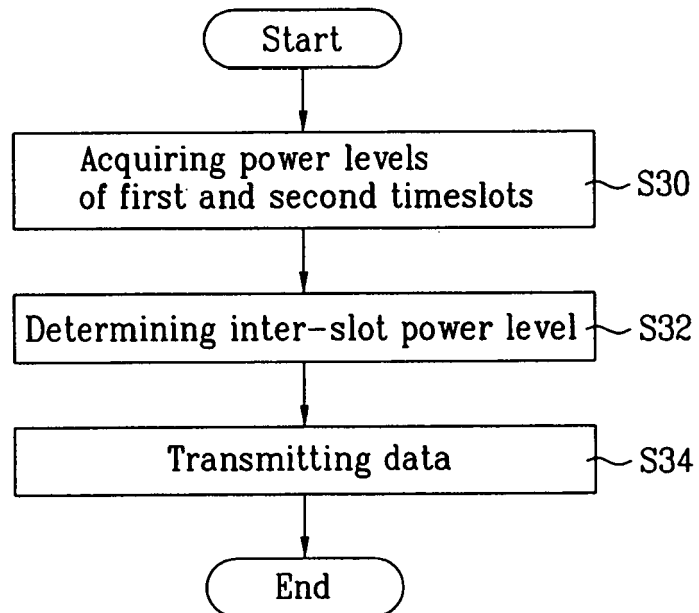 Start
Acquiring power levels
of first and second timeslots
S30
Determining inter-slot power level
S32
Transmitting data
S34
End